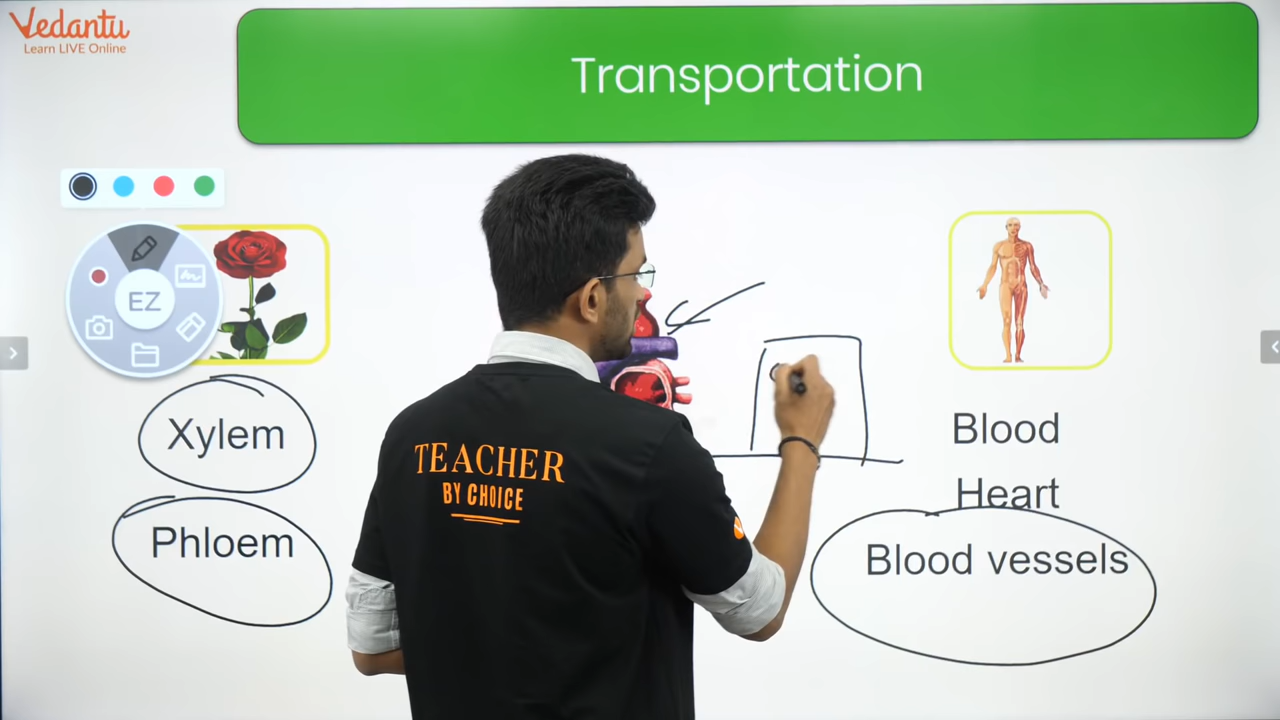 Vedantu
Learn LIVE Online
Transportation
EZ
Xylem
Phloem
TEACHER
BY CHOICE
Blood
Heart
Blood vessels